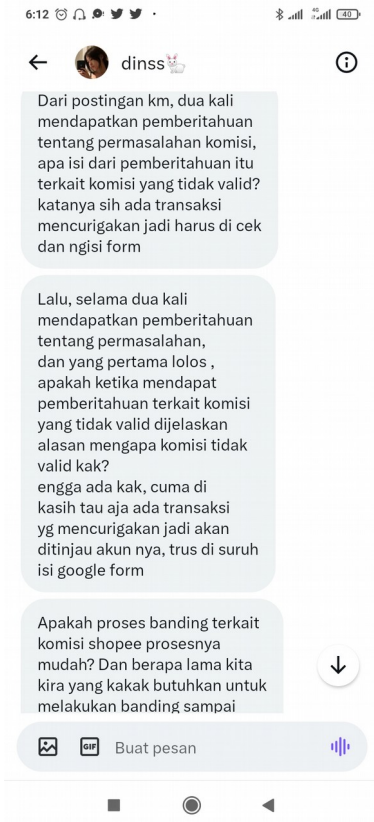 6:12
4G
40
dinss🐇
Dari postingan km, dua kali
mendapatkan pemberitahuan
tentang permasalahan komisi,
apa isi dari pemberitahuan itu
terkait komisi yang tidak valid?
katanya sih ada transaksi
mencurigakan jadi harus di cek
dan ngisi form
Lalu, selama dua kali
mendapatkan pemberitahuan
tentang permasalahan,
dan yang pertama lolos ,
apakah ketika mendapat
pemberitahuan terkait komisi
yang tidak valid dijelaskan
alasan mengapa komisi tidak
valid kak?
engga ada kak, cuma di
kasih tau aja ada transaksi
yg mencurigakan jadi akan
ditinjau akun nya, trus di suruh
isi google form
Apakah proses banding terkait
komisi shopee prosesnya
mudah? Dan berapa lama kita
kira yang kakak butuhkan untuk
melakukan banding sampai
GIF
Buat pesan